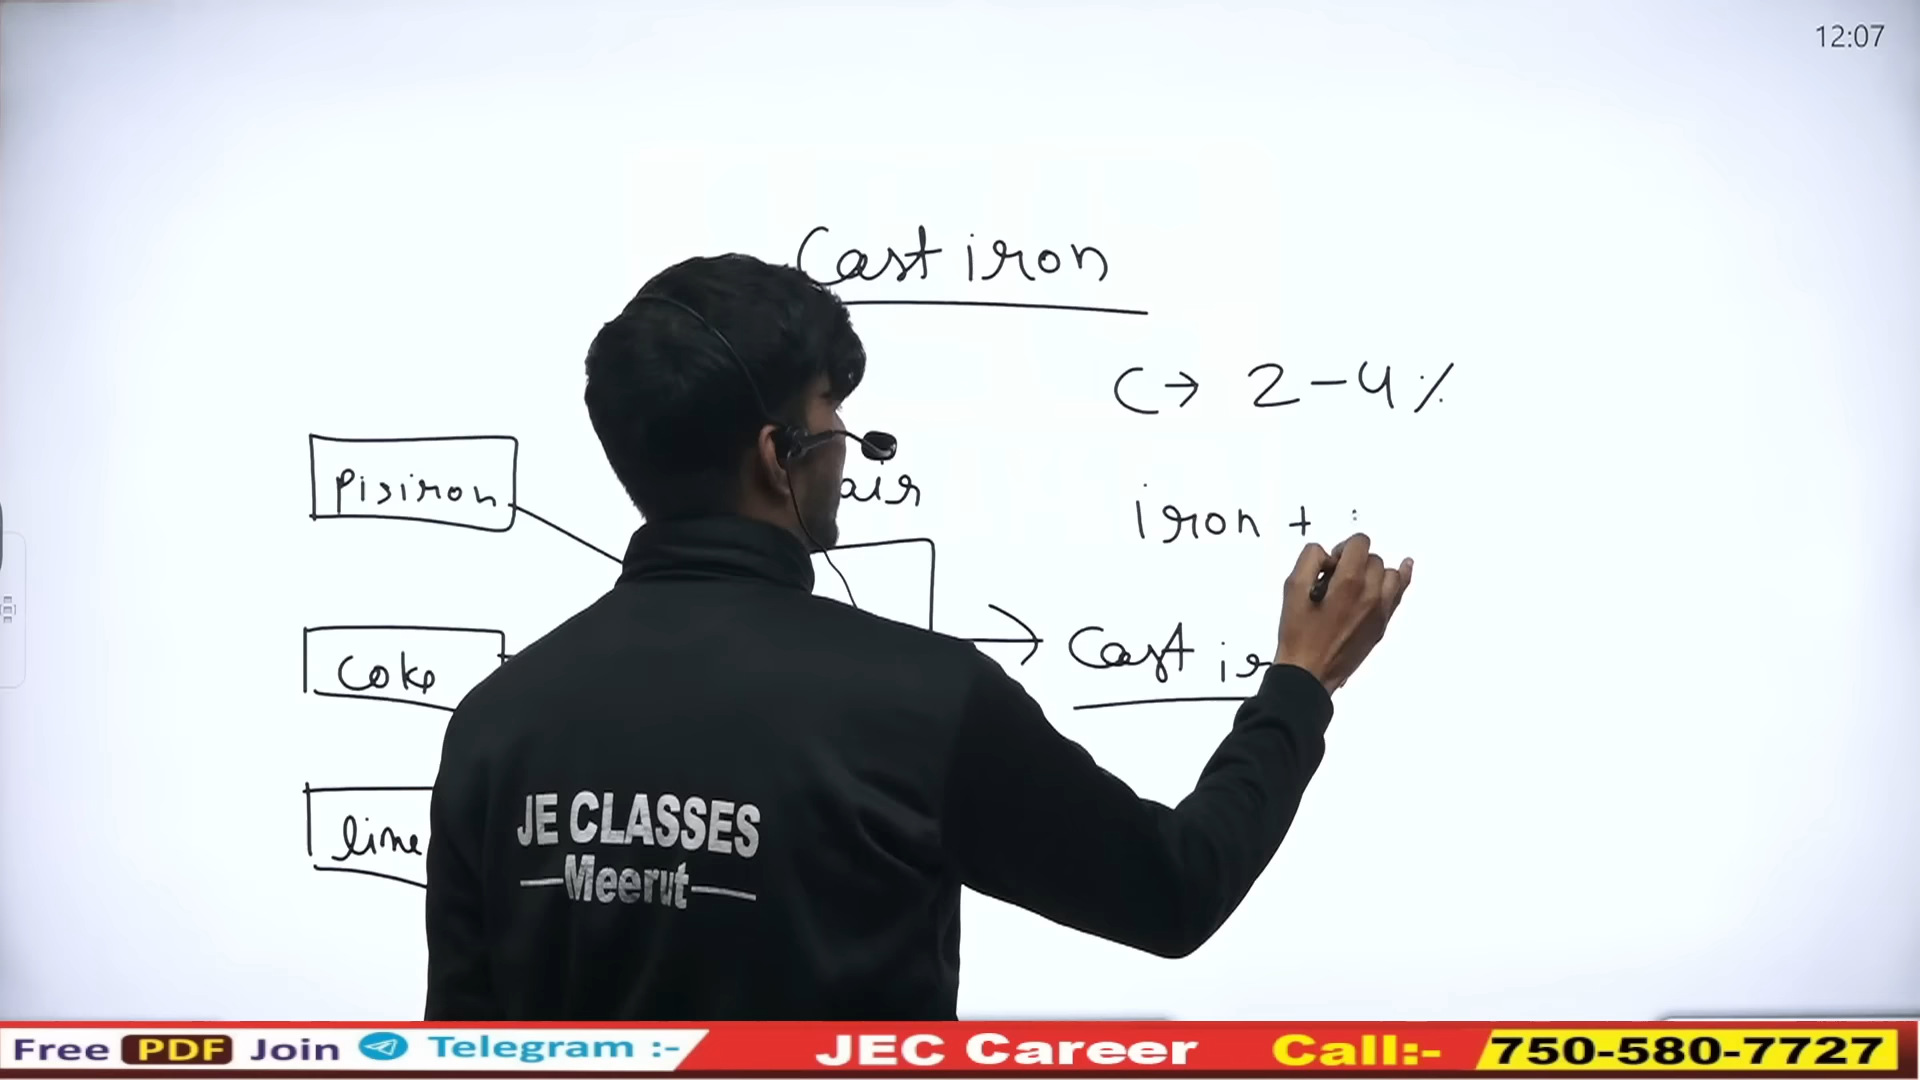 12:07
Cast iron
C → 2-4%
Pigiron
air
iron +
Coke
Cast
line
JE CLASSES
Meerut
Free PDF Join Telegram :- JEC Career Call:- 750-580-7727